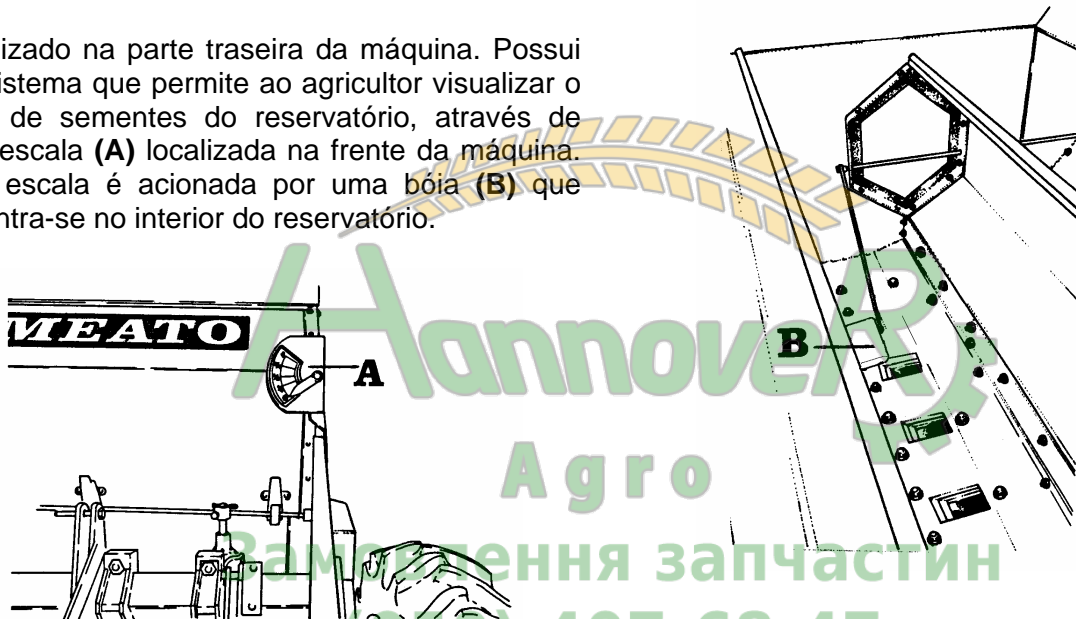 izado na parte traseira da máquina. Possui
istema que permite ao agricultor visualizar o
de sementes do reservatório, através de
escala (A) localizada na frente da máquina.
escala é acionada por uma bóia (B) que
ntra-se no interior do reservatório.
MEATO
A
B
HannoveR
Agro
Замовлення запчастин